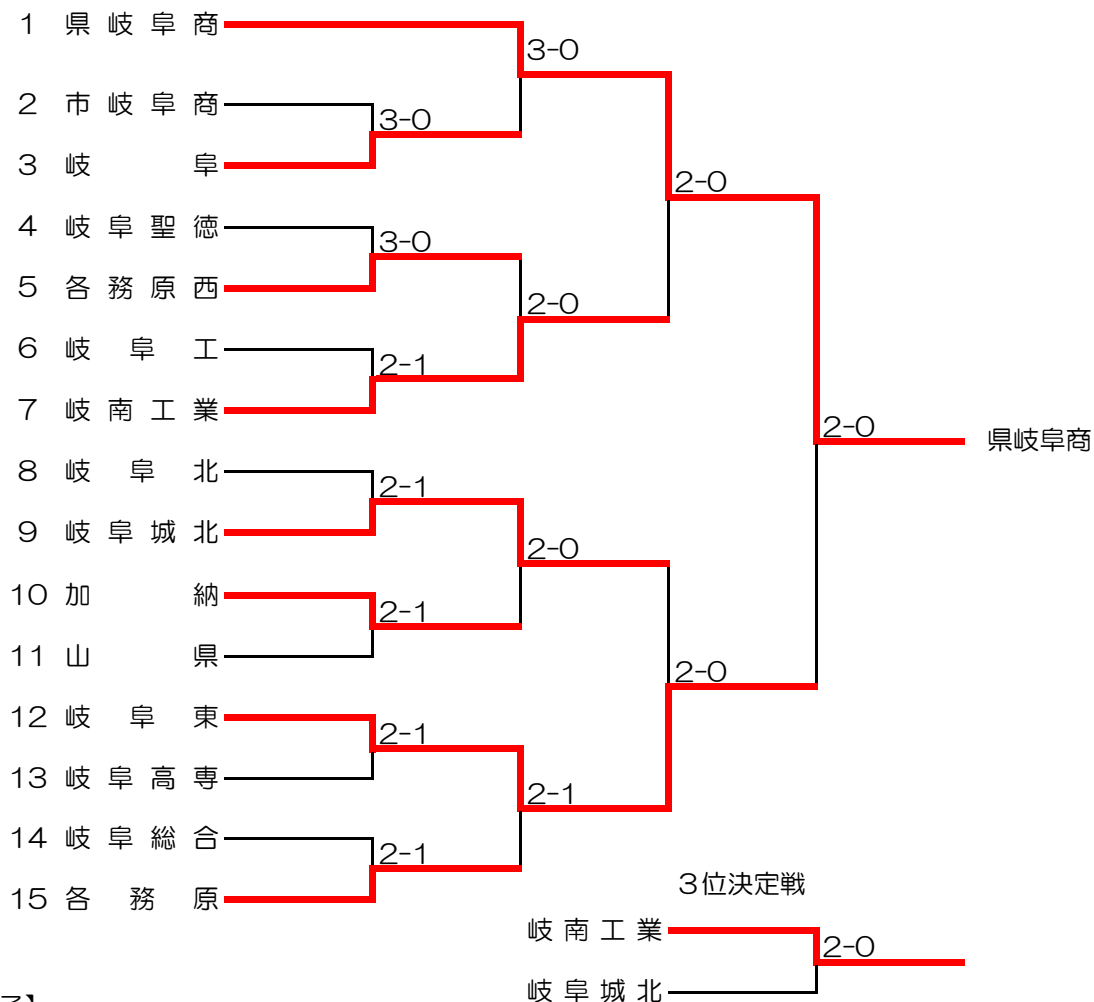 1 県岐阜商
3-0
2 市岐阜商
3-0
3 岐阜
2-0
4 岐阜聖徳
3-0
5 各務原西
2-0
6 岐阜工
2-1
7 岐南工業
2-0
県岐阜商
8 岐阜北
2-1
9 岐阜城北
2-0
10 加納
2-1
11 山県
2-0
12 岐阜東
2-1
13 岐阜高専
2-1
14 岐阜総合
2-1
15 各務原
3位決定戦
岐南工業
2-0
岐阜城北